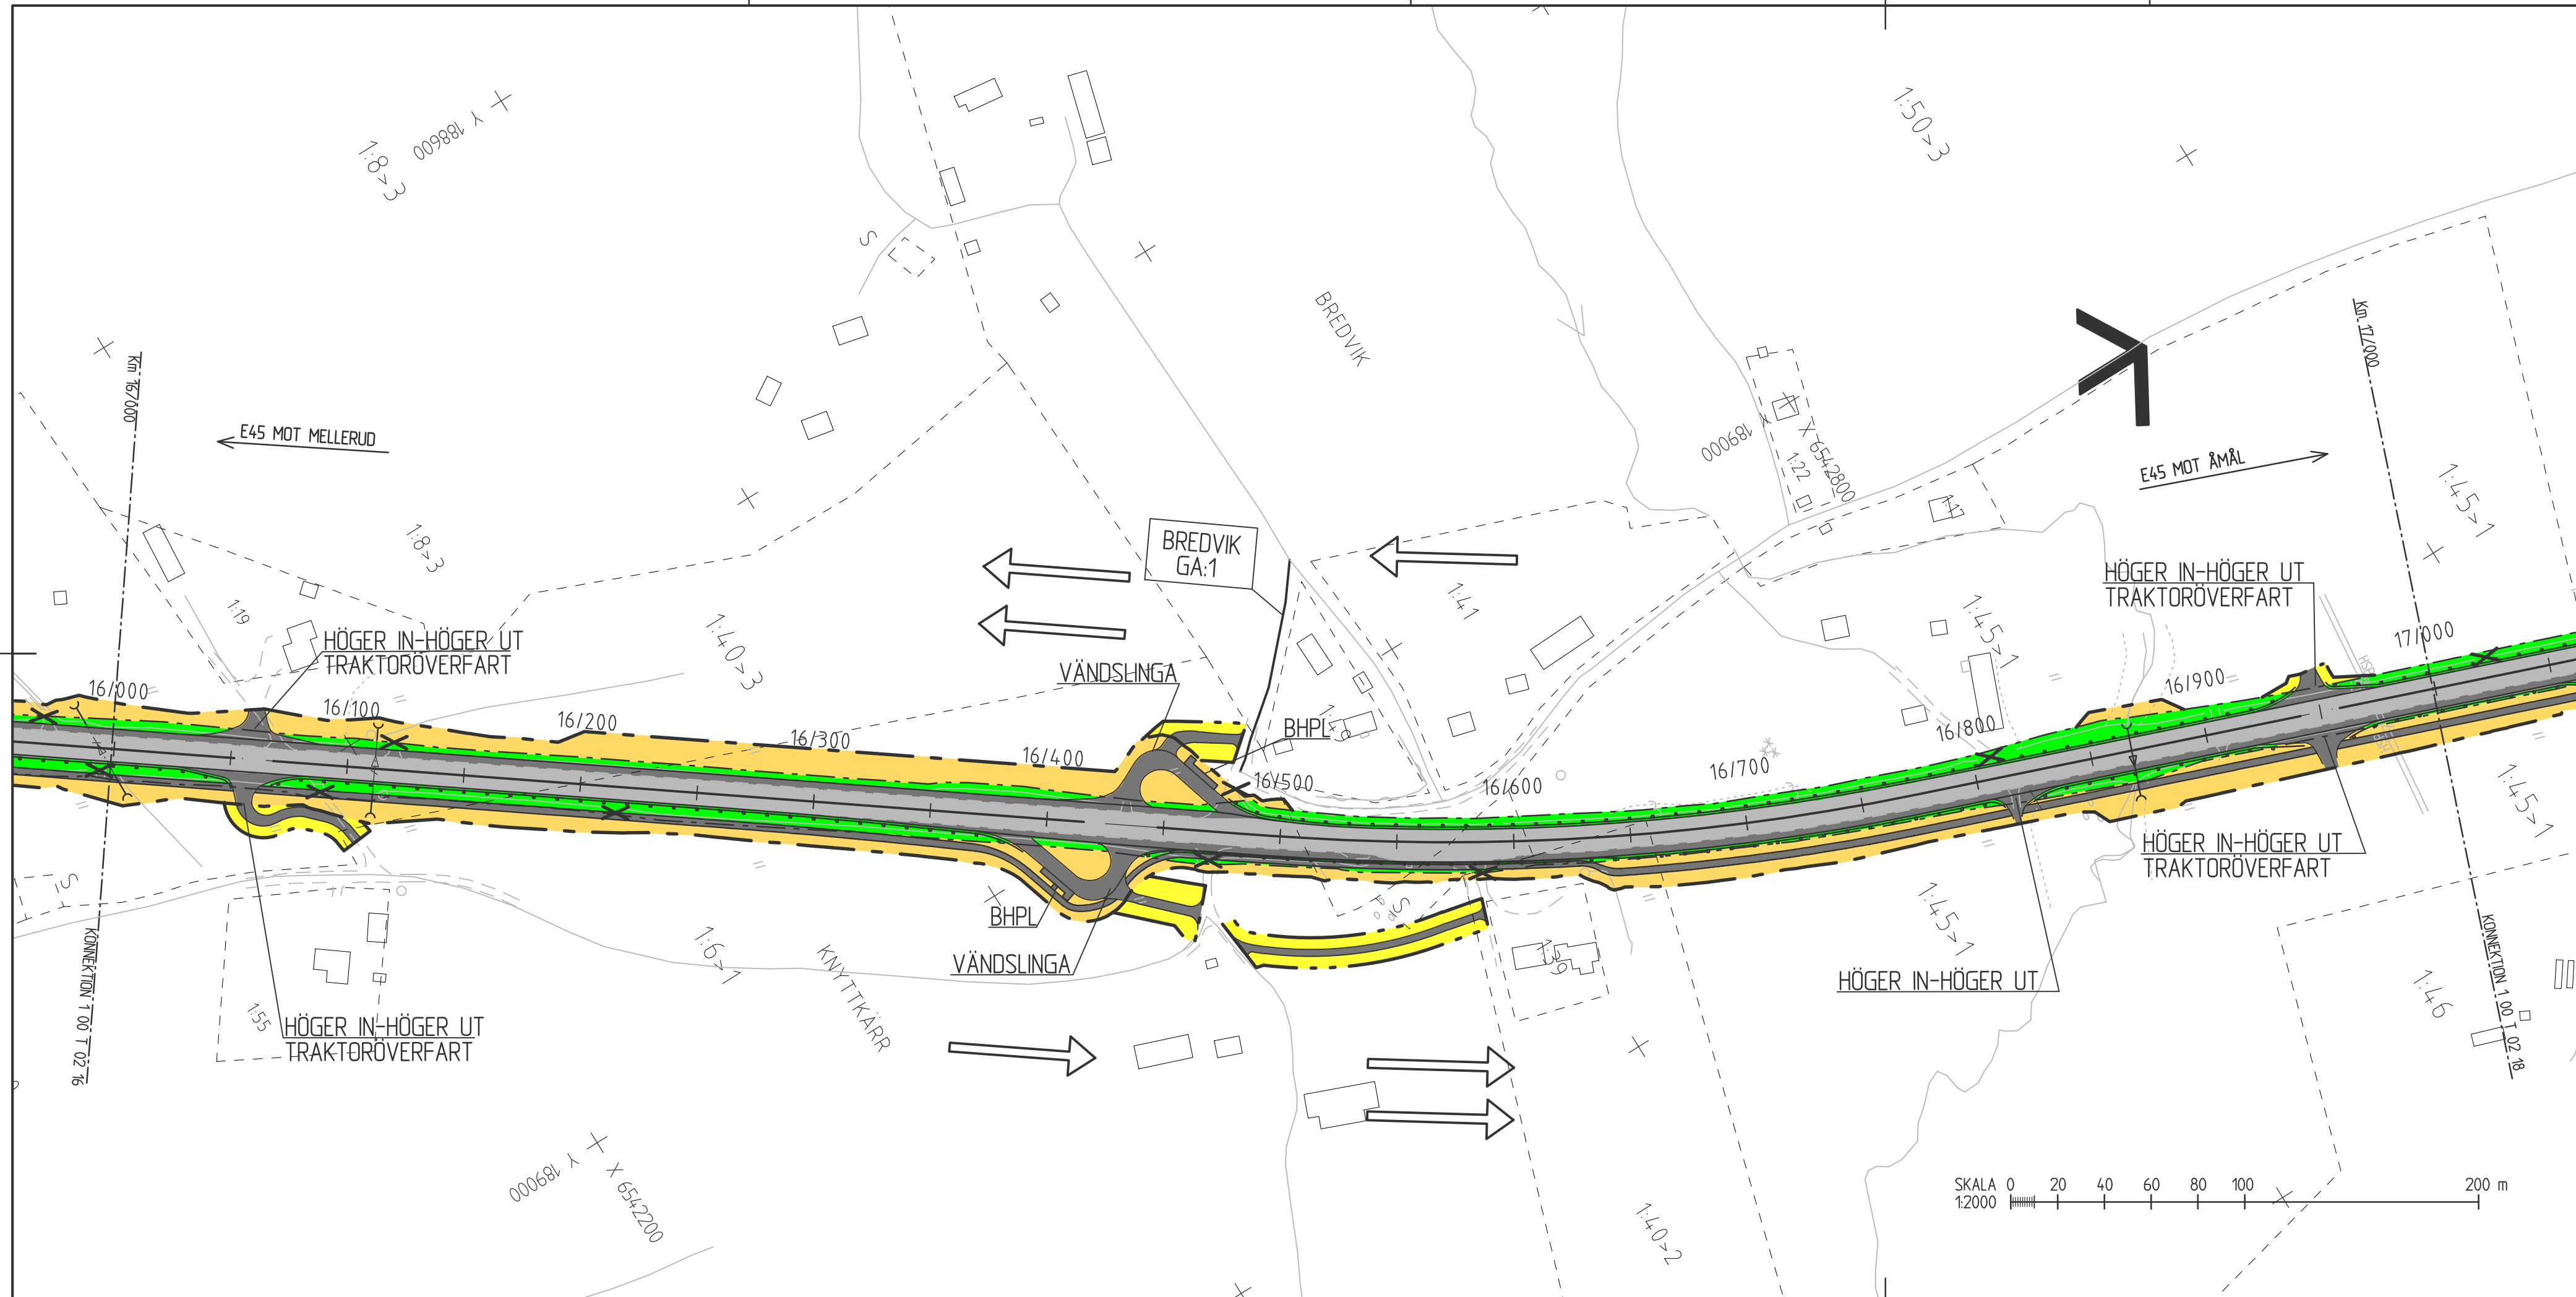 1:8>3
Y 188600
1:50>3
BREDVIK
Km 16/000
E45 MOT MELLERUD
Y 189000
X 6542800
1:22
Km 17/000
E45 MOT ÅMÅL
1:45>1
S
1:8>3
BREDVIK
GA:1
1:41
1:19
HÖGER IN-HÖGER UT
TRAKTORÖVERFART
1:40>3
VÄNDSLINGA
BHPL
HÖGER IN-HÖGER UT
TRAKTORÖVERFART
1:45>1
16/000
16/100
16/200
16/300
16/400
16/500
16/600
16/700
16/800
16/900
17/000
1:49
BHPL
VÄNDSLINGA
S
KONNEKTION 1 00 T 02 16
1:55
HÖGER IN-HÖGER UT
TRAKTORÖVERFART
1:6>1
KNYTTKÄRR
1:39
1:45>1
HÖGER IN-HÖGER UT
HÖGER IN-HÖGER UT
TRAKTORÖVERFART
1:45>1
1:46
KONNEKTION 1 00 T 02 18
Y 189000
X 6542200
1:40>2
SKALA 0 20 40 60 80 100 200 m
1:2000